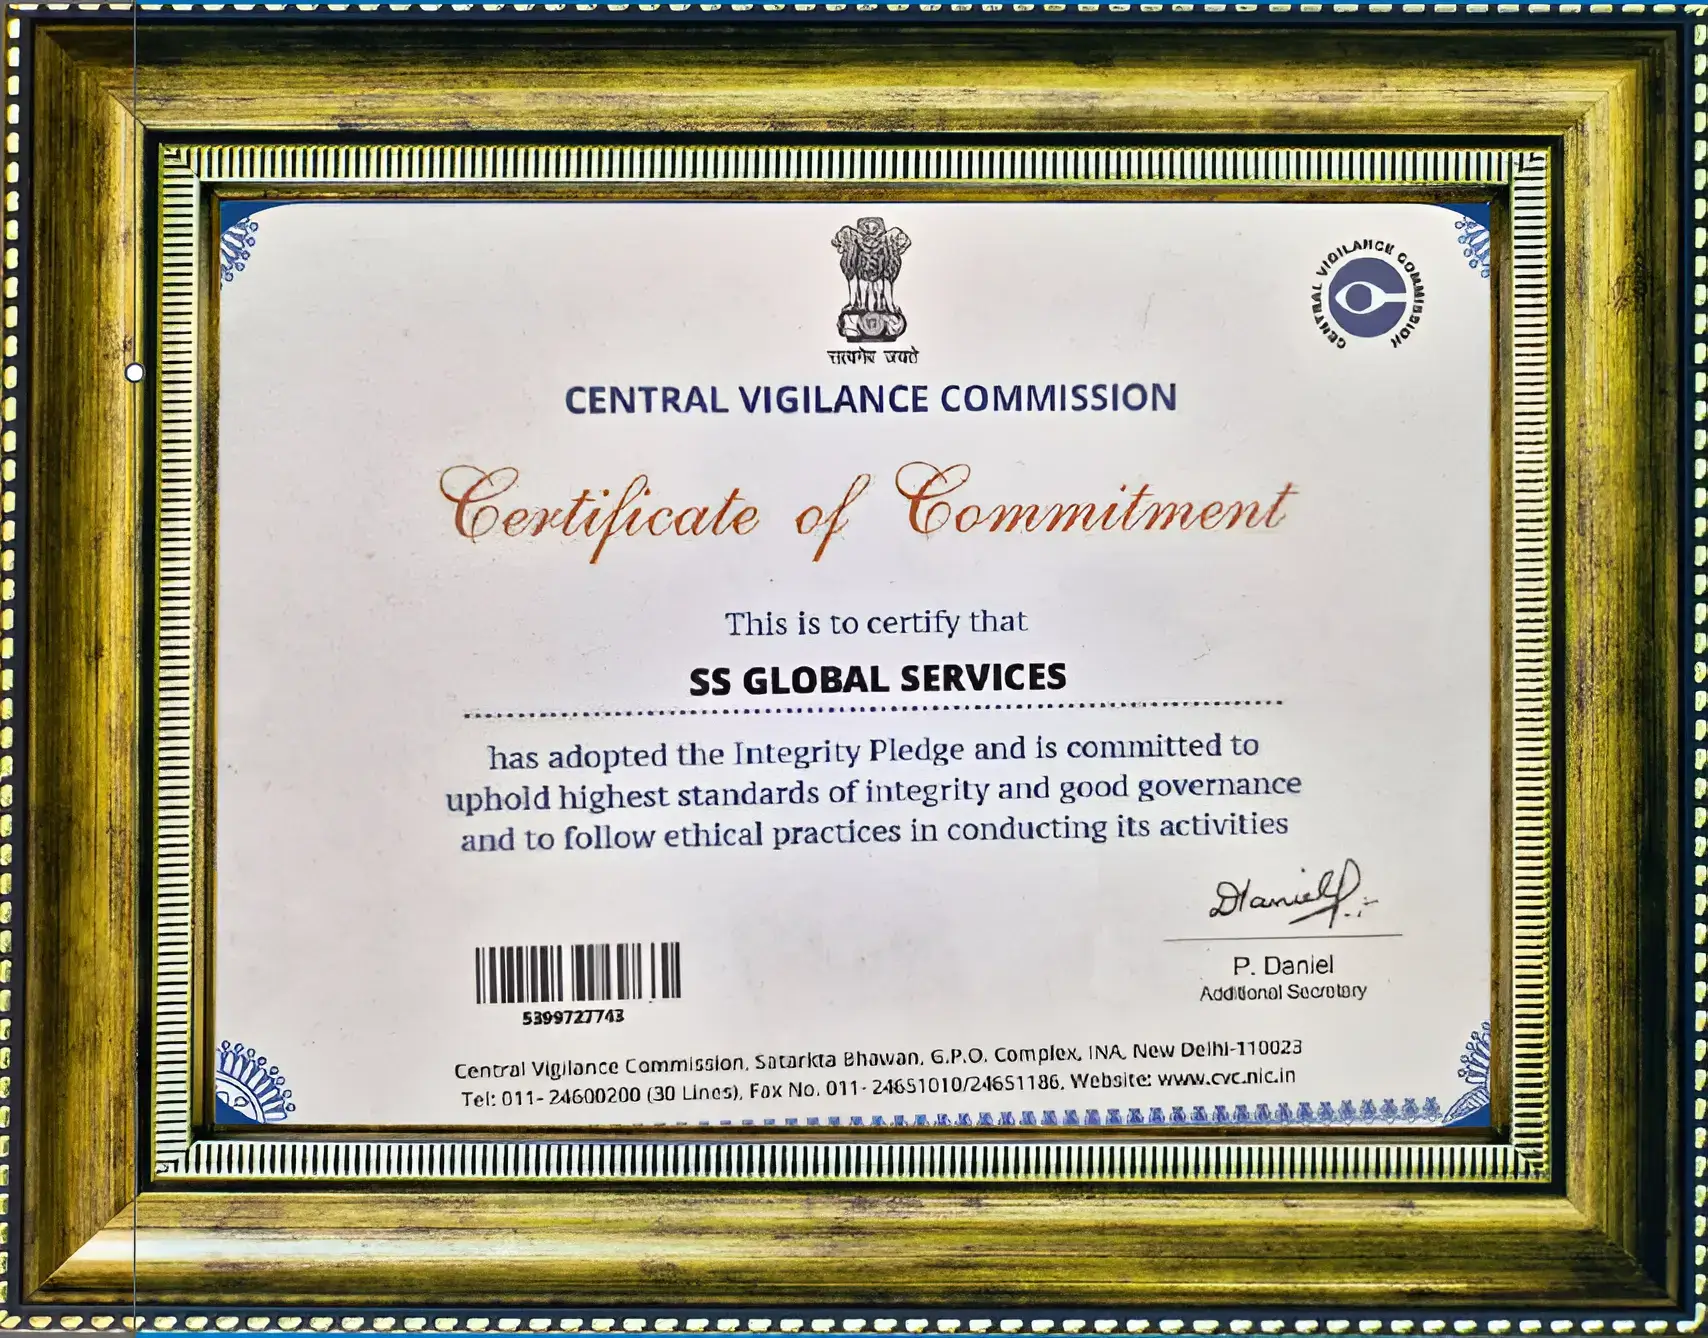 CENTRAL VIGILANCE COMMISSION
सत्यमेव जयते
CENTRAL VIGILANCE COMMISSION
Certificate of Commitment
This is to certify that
SS GLOBAL SERVICES
has adopted the Integrity Pledge and is committed to
uphold highest standards of integrity and good governance
and to follow ethical practices in conducting its activities
Daniel
P. Daniel
Additional Secretary
5399727743
Central Vigilance Commission, Satarkta Bhawan, G.P.O. Complex, INA, New Delhi-110023
Tel: 011- 24600200 (30 Lines), Fax No. 011- 24651010/24651186, Website: www.cvc.nic.in